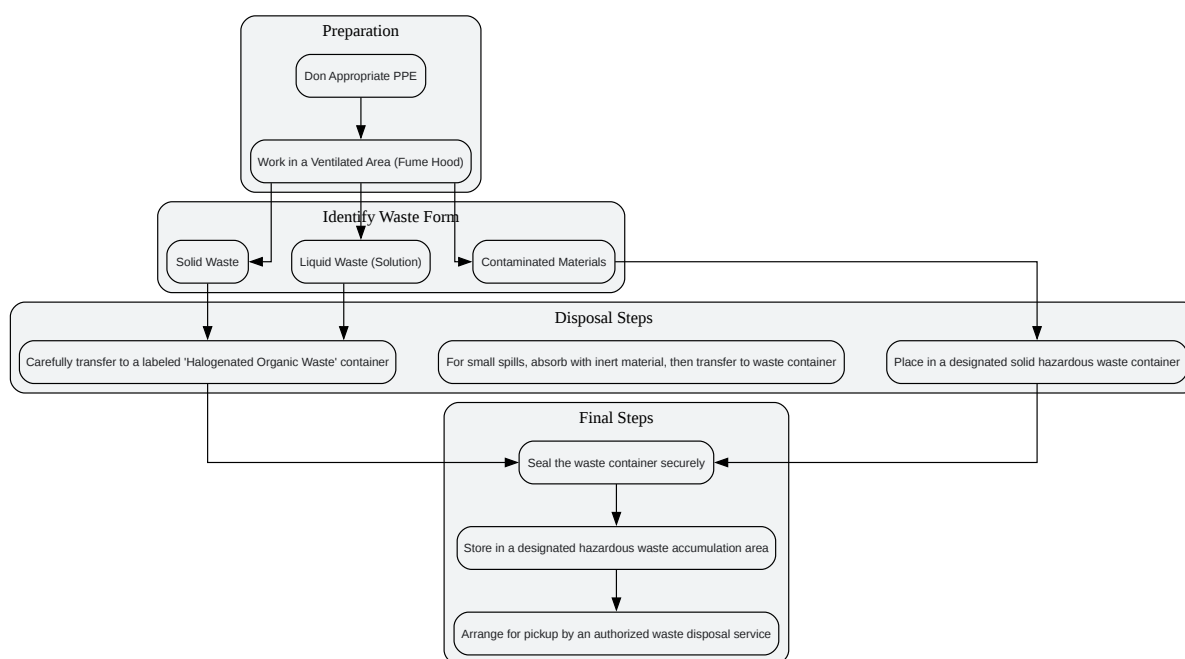 Preparation
Don Appropriate PPE
Work in a Ventilated Area (Fume Hood)
Identify Waste Form
Solid Waste
Liquid Waste (Solution)
Contaminated Materials
Disposal Steps
Carefully transfer to a labeled 'Halogenated Organic Waste' container
For small spills, absorb with inert material, then transfer to waste container
Place in a designated solid hazardous waste container
Final Steps
Seal the waste container securely
Store in a designated hazardous waste accumulation area
Arrange for pickup by an authorized waste disposal service